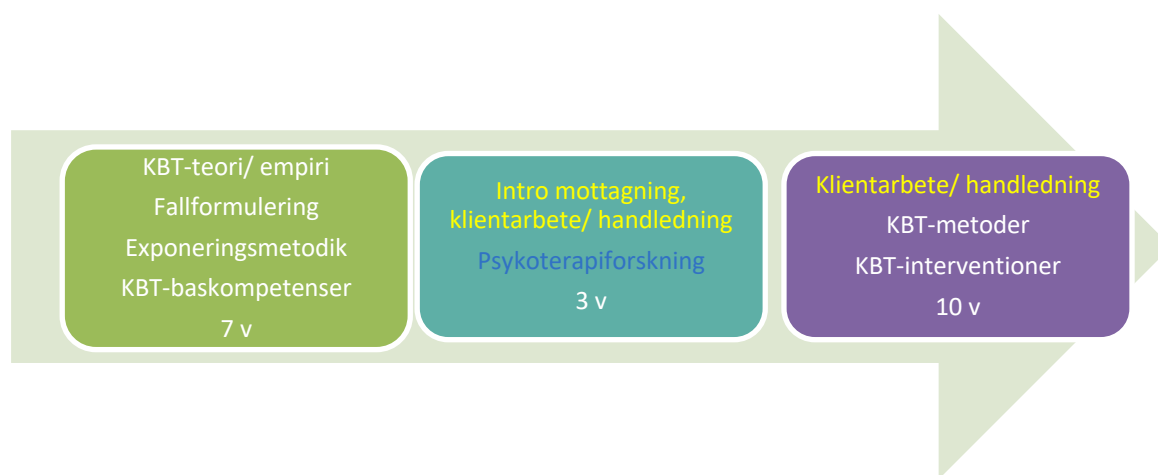 KBT-teori/ empiri
Fallformulering
Exponeringsmetodik
KBT-baskompetenser
7 v
Intro mottagning,
klientarbete/ handledning
Psykoterapiforskning
3 v
Klientarbete/ handledning
KBT-metoder
KBT-interventioner
10 v